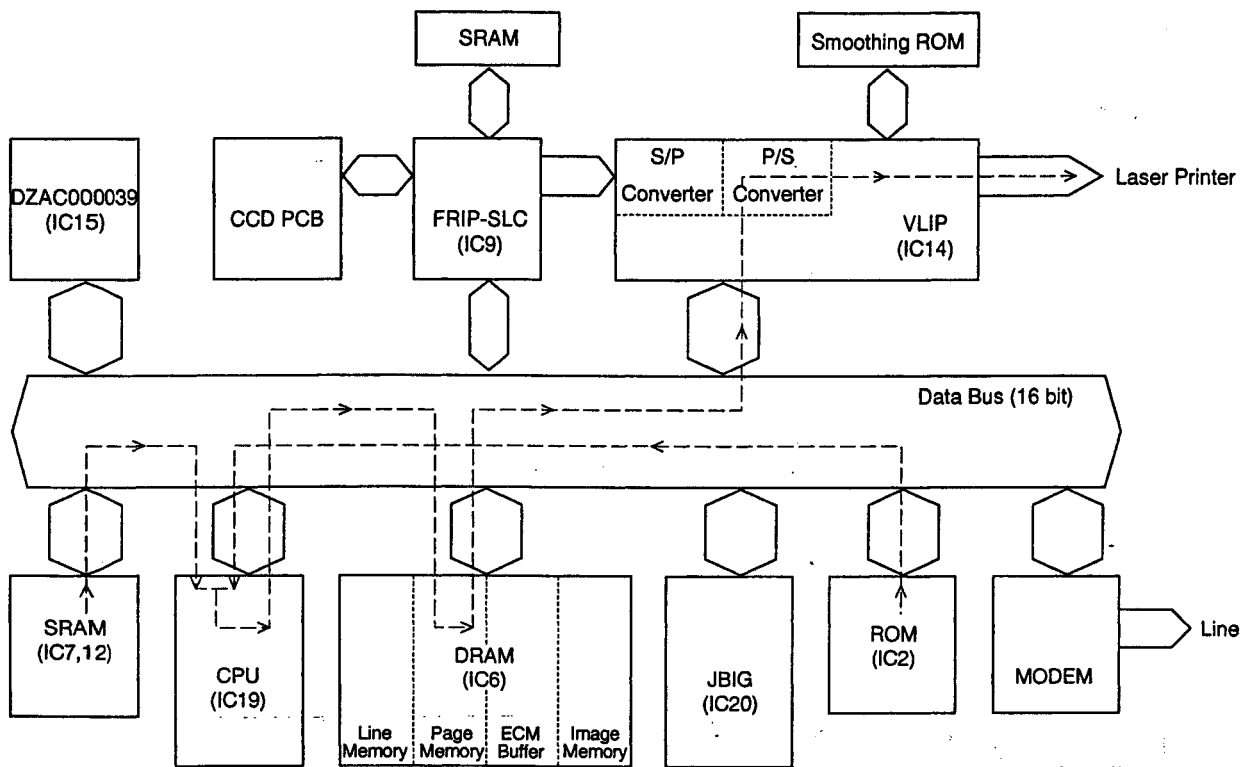 SRAM
Smoothing ROM
DZAC000039
(IC15)
CCD PCB
FRIP-SLC
(IC9)
S/P
Converter
P/S
Converter
VLIP
(IC14)
Laser Printer
Data Bus (16 bit)
SRAM
(IC7,12)
CPU
(IC19)
DRAM
(IC6)
Line
Memory
Page
Memory
ECM
Buffer
Image
Memory
JBIG
(IC20)
ROM
(IC2)
MODEM
Line